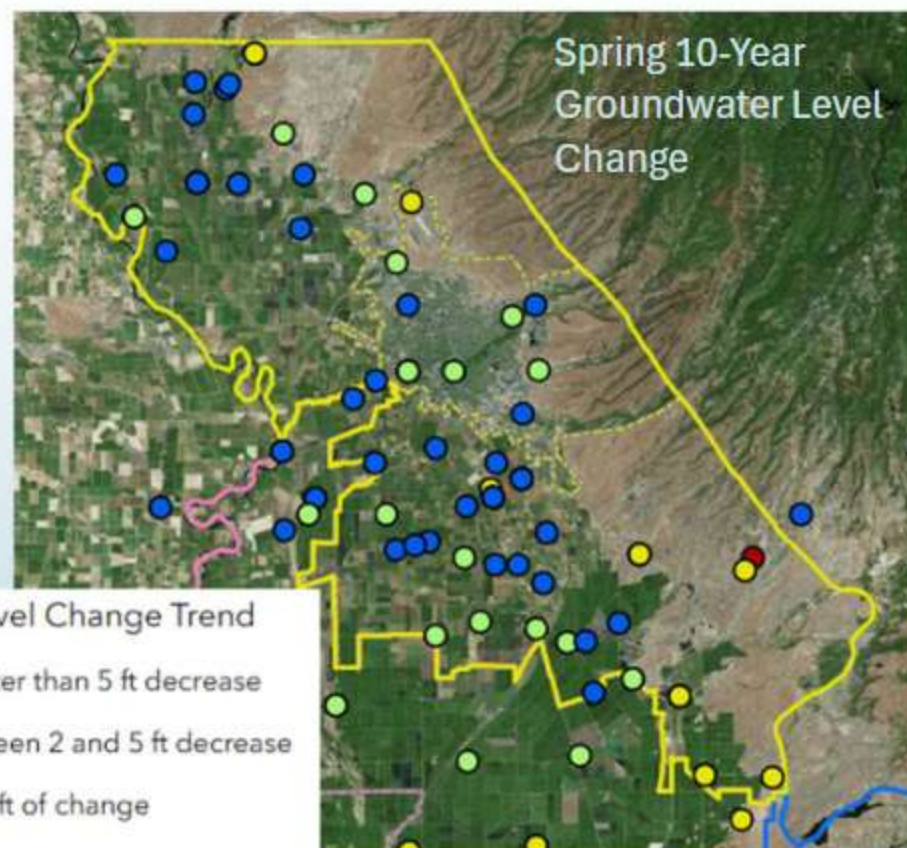 Spring 10-Year
Groundwater Level
Change
vel Change Trend
ter than 5 ft decrease
een 2 and 5 ft decrease
ft of change